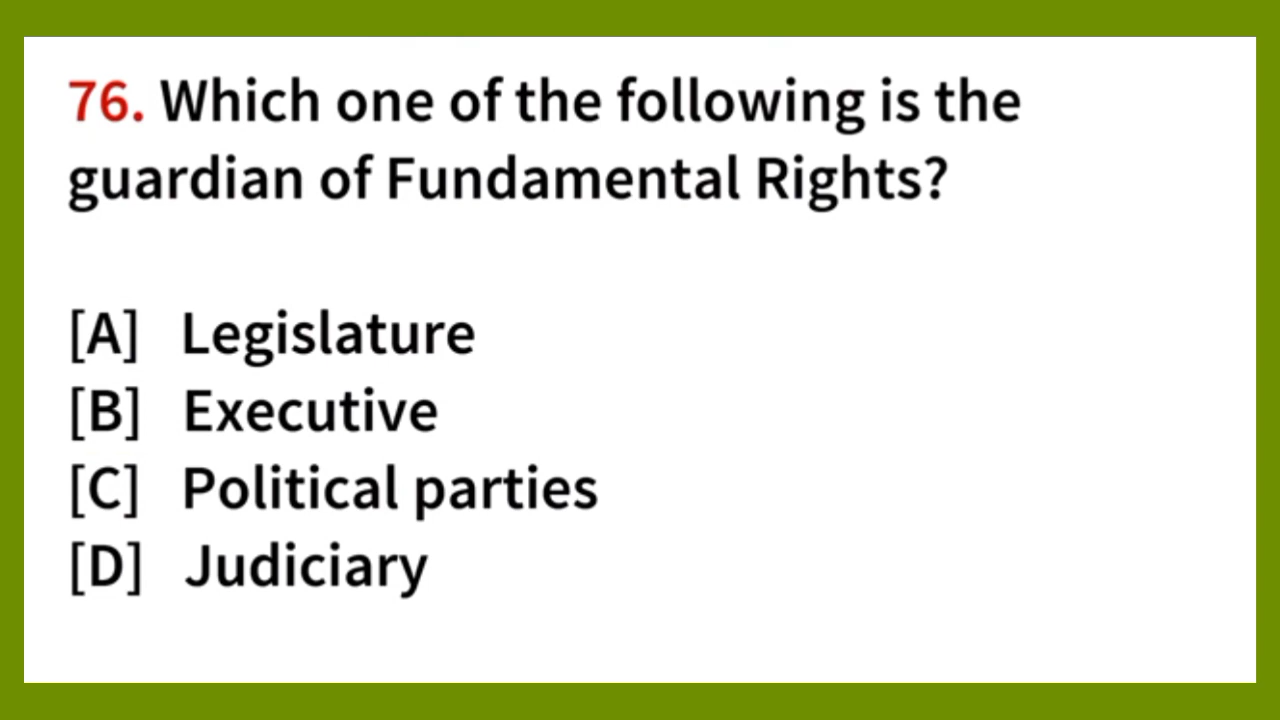 76. Which one of the following is the
guardian of Fundamental Rights?
[A] Legislature
[B] Executive
[C] Political parties
[D] Judiciary